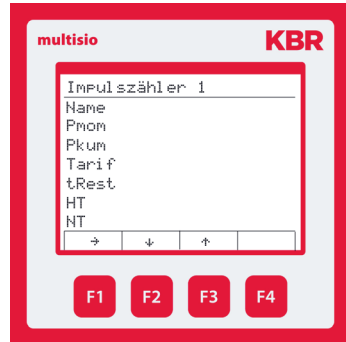 multisio KBR
Impulszähler 1
Name
Pmom
Pkum
Tarif
tRest
HT
NT
→ ↓ ↑
F1 F2 F3 F4